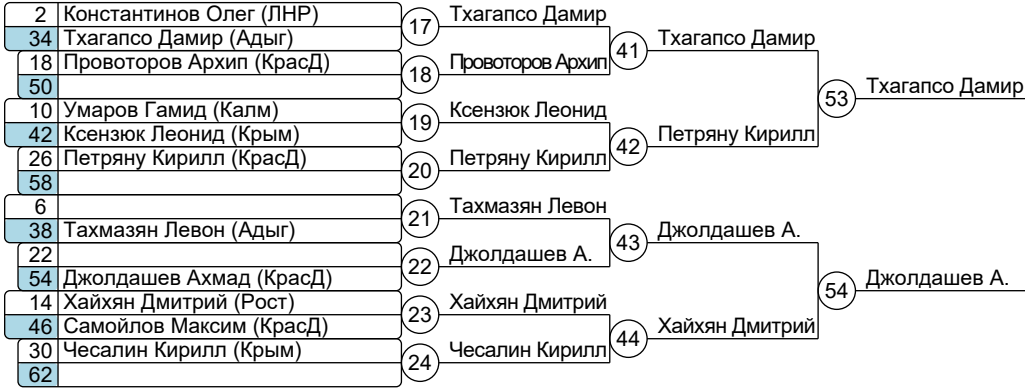 2 Константинов Олег (ЛНР)
34 Тхагапсо Дамир (Адыг)
17
Тхагапсо Дамир
18 Провоторов Архип (КрасД)
50
18
Провоторов Архип
41
Тхагапсо Дамир
10 Умаров Гамид (Калм)
42 Ксензюк Леонид (Крым)
19
Ксензюк Леонид
26 Петряну Кирилл (КрасД)
58
20
Петряну Кирилл
42
Петряну Кирилл
53
Тхагапсо Дамир
6
38 Тахмазян Левон (Адыг)
21
Тахмазян Левон
22
54 Джолдашев Ахмад (КрасД)
22
Джолдашев А.
43
Джолдашев А.
14 Хайхян Дмитрий (Рост)
46 Самойлов Максим (КрасД)
23
Хайхян Дмитрий
30 Чесалин Кирилл (Крым)
62
24
Чесалин Кирилл
44
Хайхян Дмитрий
54
Джолдашев А.